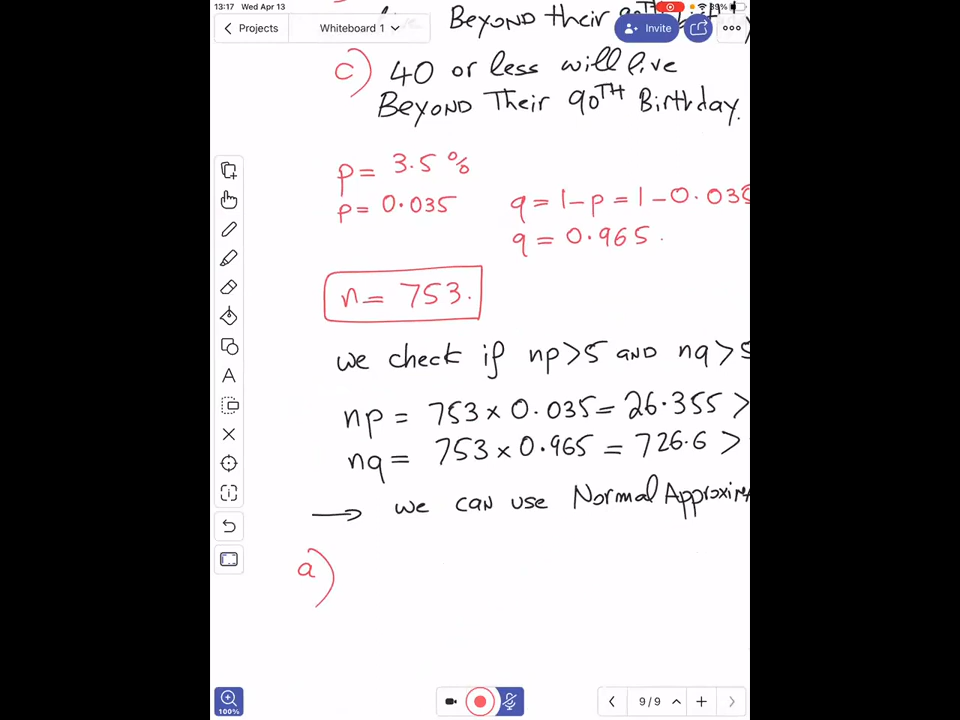 13:17 Wed Apr 13
39%
Projects
Whiteboard 1
Invite
BEYOND their 90TH
c) 40 or less will live
BEYOND Their 90TH Birthday.
p = 3.5 %
p = 0.035
q = 1 - p = 1 - 0.035
q = 0.965.
n = 753.
we check if np > 5 AND nq > 5
np = 753 × 0.035 = 26.355 >
nq = 753 × 0.965 = 726.6 >
→ we can use Normal Approxim
a)
A
100%
9/9